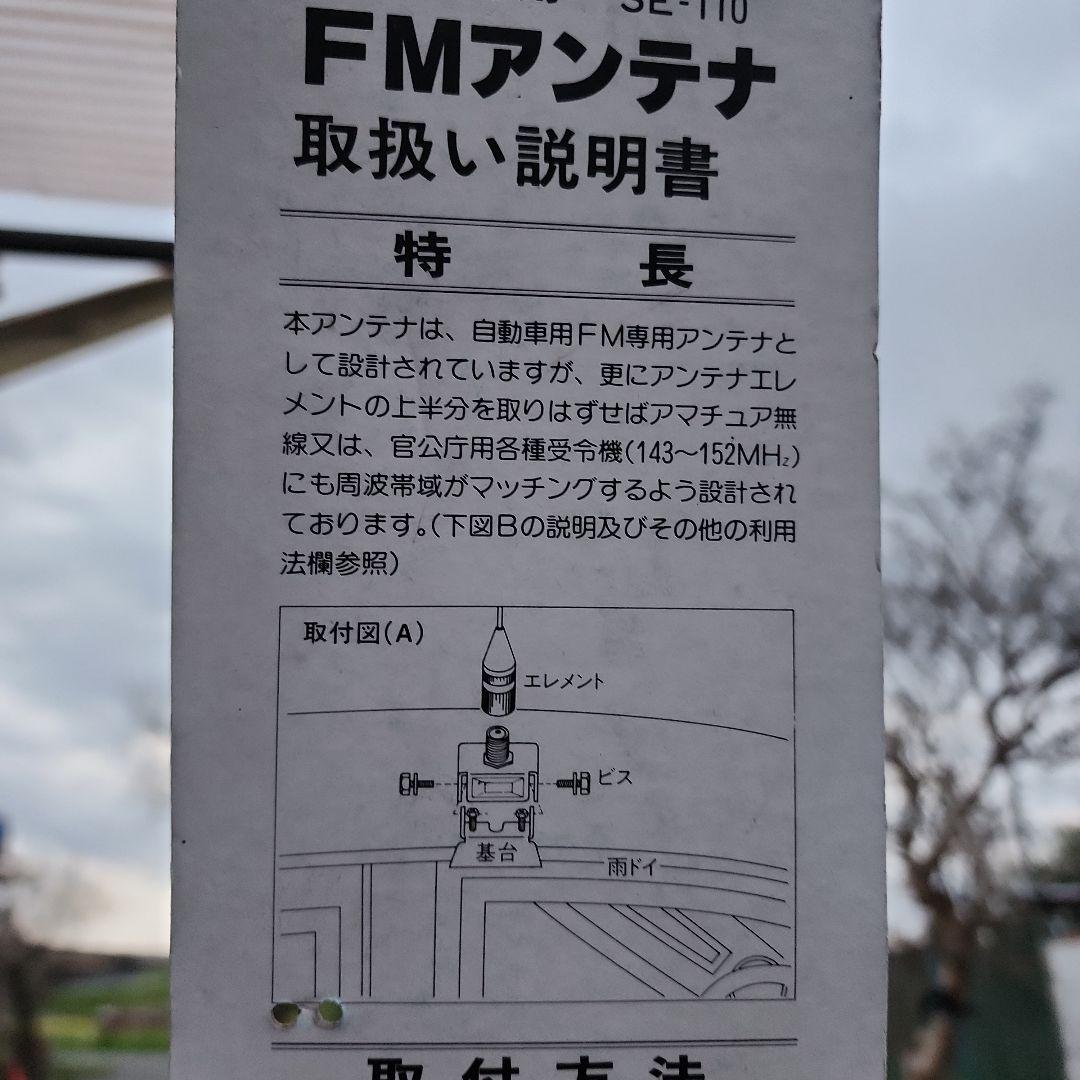 SE-110
FMアンテナ
取扱い説明書
特 長
本アンテナは、自動車用FM専用アンテナと
して設計されていますが、更にアンテナエレ
メントの上半分を取りはずせばアマチュア無
線又は、官公庁用各種受令機(143〜152MHz)
にも周波帯域がマッチングするよう設計され
ております。(下図Bの説明及びその他の利用
法欄参照)
取付図(A)
エレメント
ビス
基台
雨ドイ
取付方法